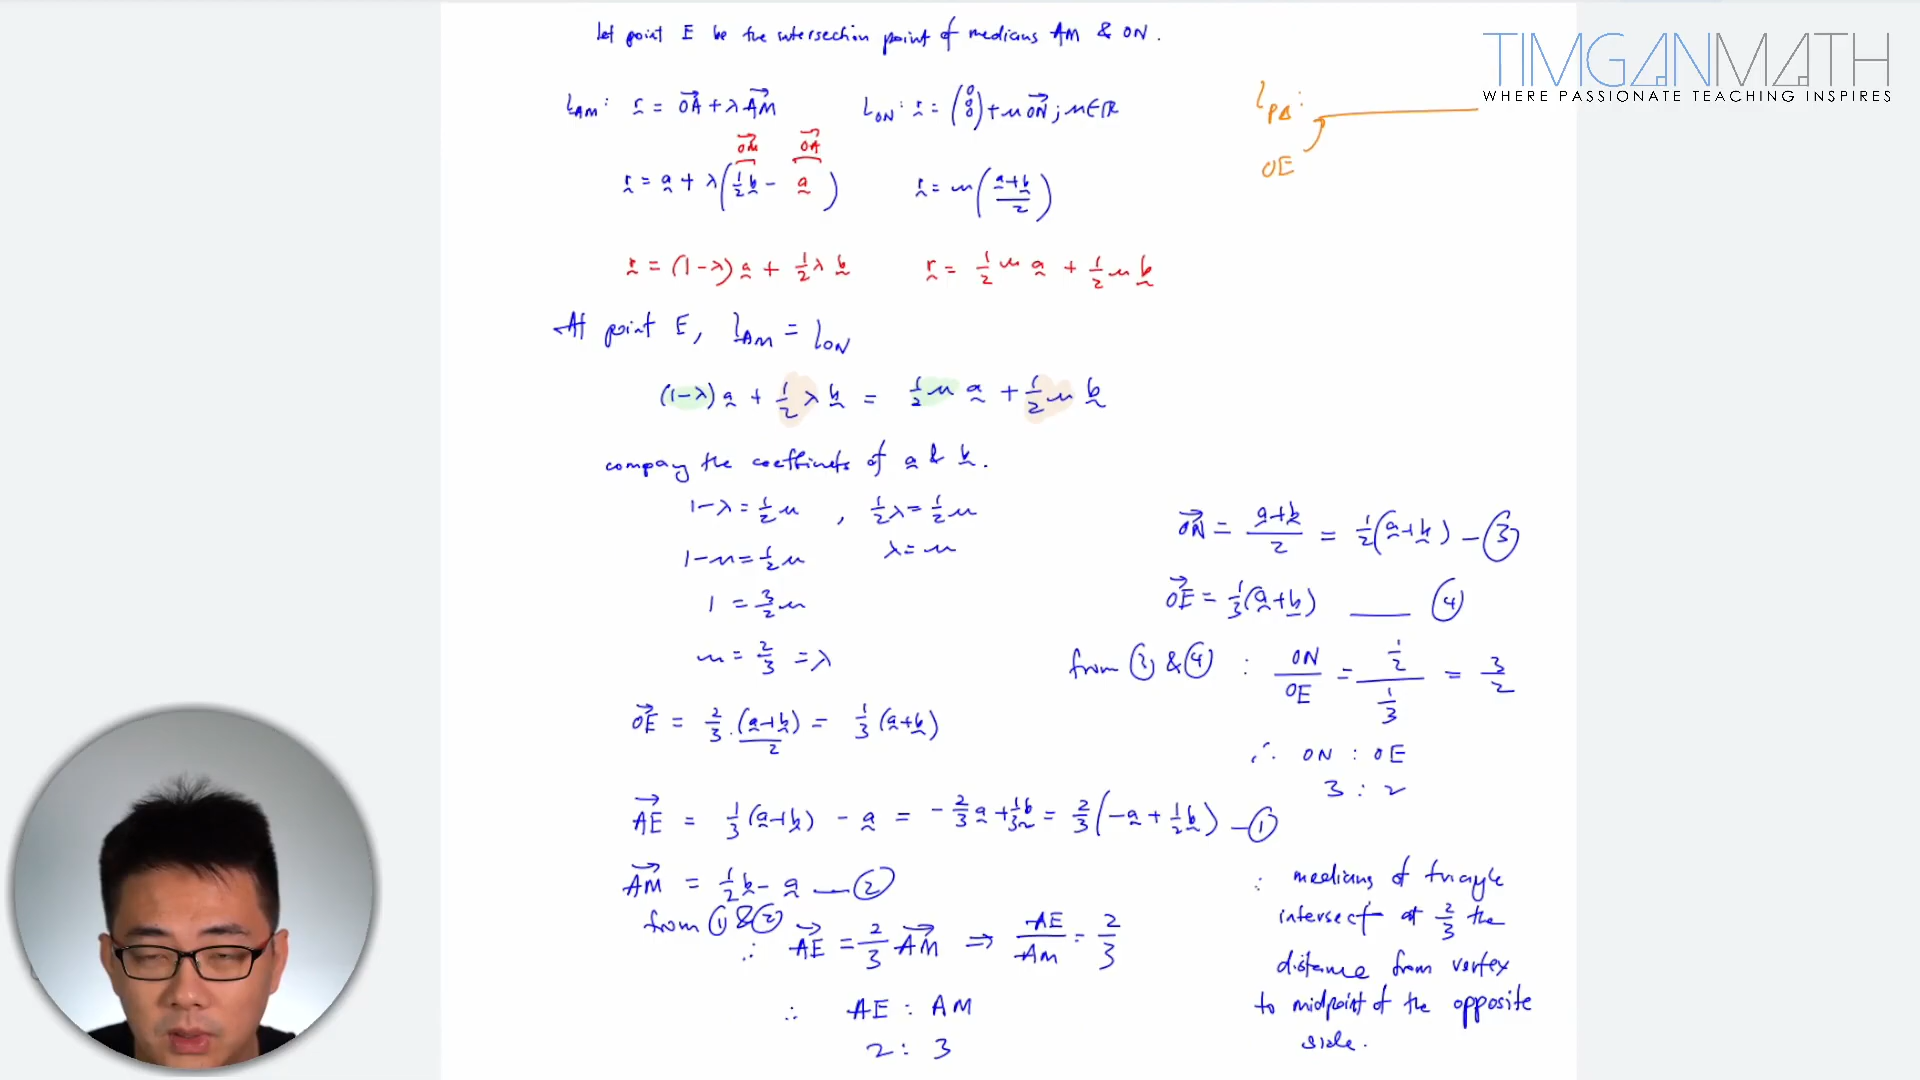 let point E be the intersection point of medians AM & ON.
TIMGANMATH
WHERE PASSIONATE TEACHING INSPIRES
l_AM: r = OA + λAM
l_ON: r = (0 0 0) + μON; μ∈R
OM OA
r = a + λ(1/2 b - a)
r = μ((a+b)/2)
r = (1-λ)a + 1/2 λ b
r = 1/2 μ a + 1/2 μ b
OE
At point E, l_AM = l_ON
(1-λ)a + 1/2 λ b = 1/2 μ a + 1/2 μ b
the of a & b.
1-λ = 1/2 μ , 1/2 λ = 1/2 μ
1-μ = 1/2 μ λ = μ
1 = 3/2 μ
μ = 2/3 = λ
OE = 2/3 · (a+b)/2 = 1/3 (a+b)
AE = 1/3 (a+b) - a = -2/3 a + 1/3 b = 2/3 (-a + 1/2 b) — ①
AM = 1/2 b - a — ②
from ① & ②
∴ AE = 2/3 AM ⇒ AE/AM = 2/3
∴ AE : AM
2 : 3
ON = (a+b)/2 = 1/2 (a+b) — ③
OE = 1/3 (a+b) — ④
from ③ & ④ : ON/OE = (1/2)/(1/3) = 3/2
∴ ON : OE
3 : 2
∴ medians of triangle
intersect at 2/3 the
distance from vertex
to midpoint of the opposite
side.